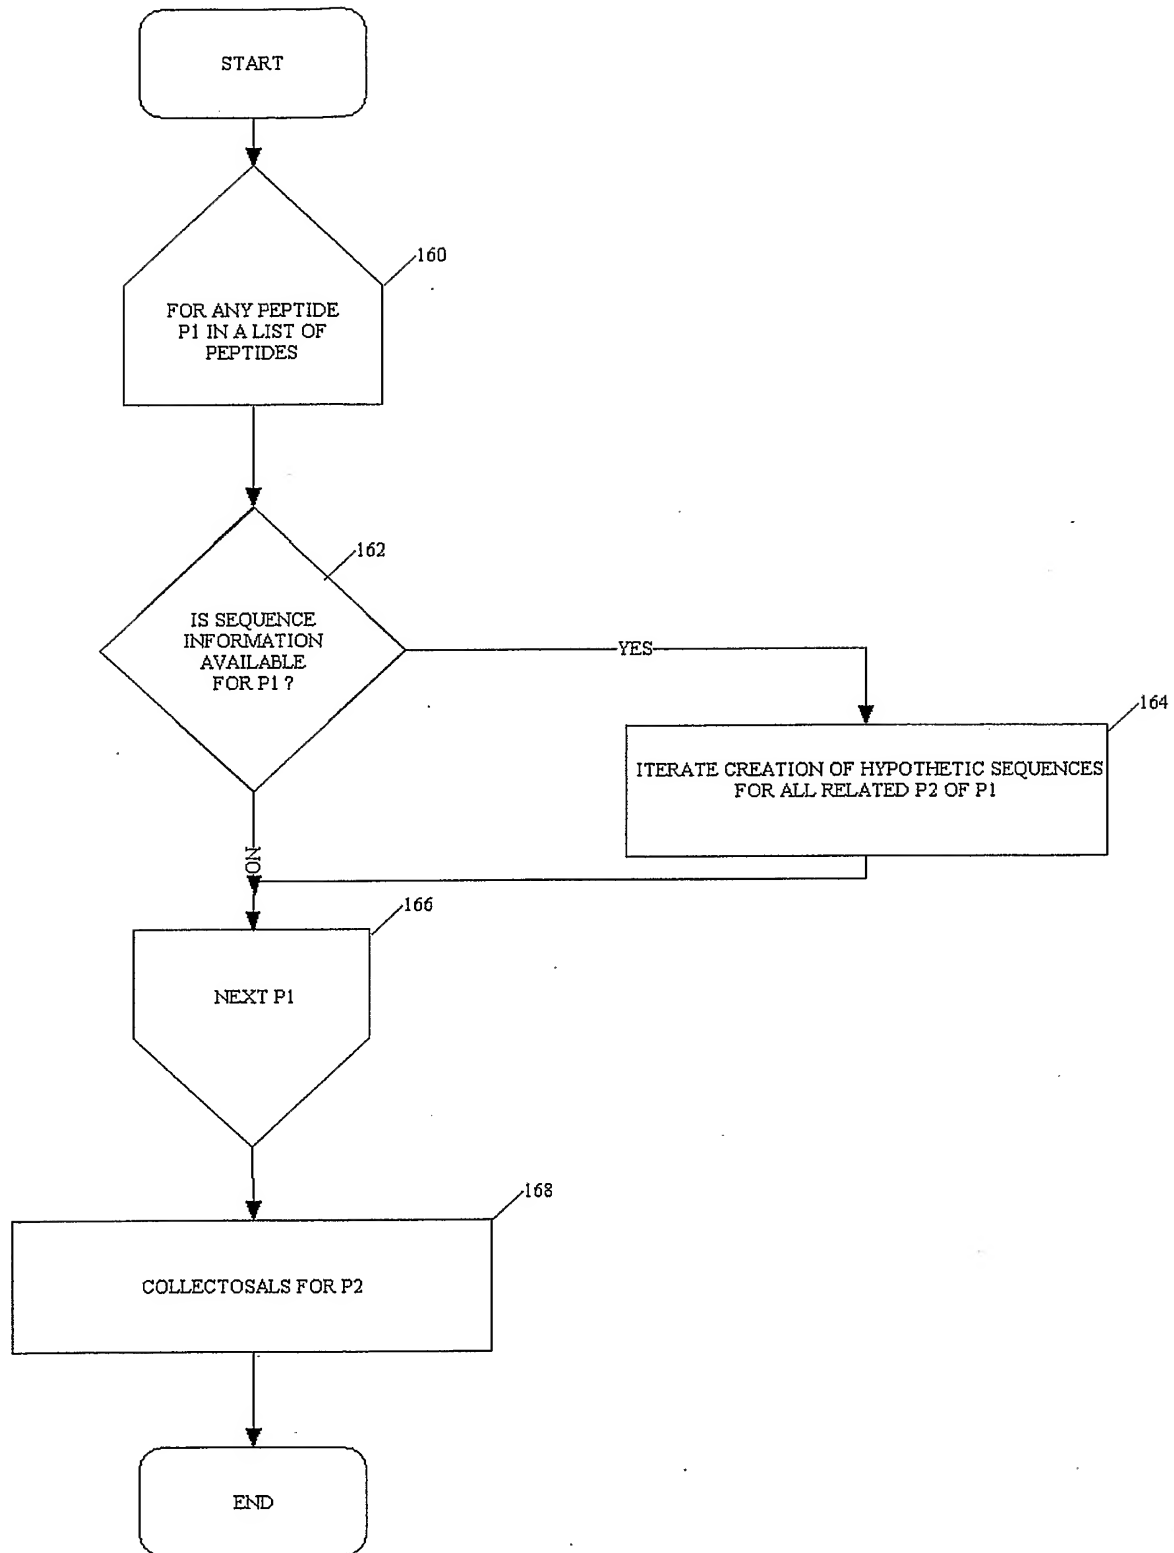 START
160
FOR ANY PEPTIDE
P1 IN A LIST OF
PEPTIDES
162
IS SEQUENCE
INFORMATION
AVAILABLE
FOR P1 ?
YES
164
ITERATE CREATION OF HYPOTHETIC SEQUENCES
FOR ALL RELATED P2 OF P1
NO
166
NEXT P1
168
COLLECTOSALS FOR P2
END